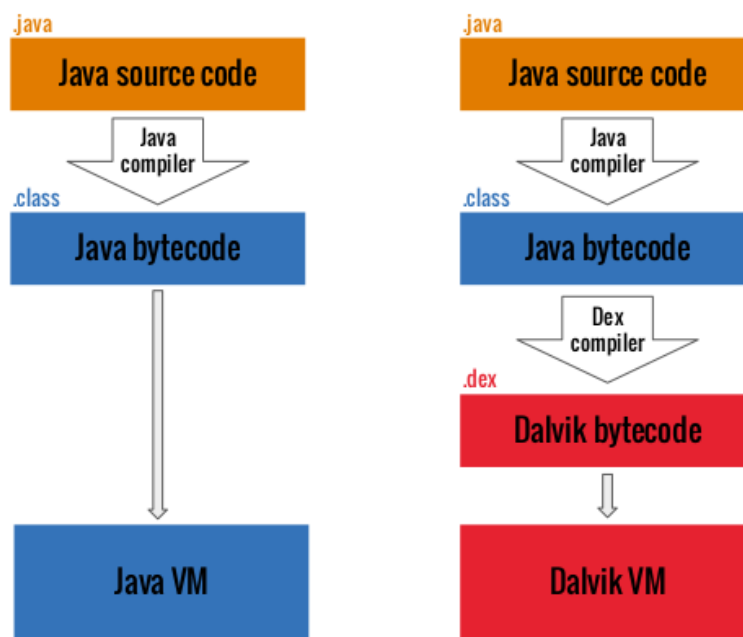 .java
Java source code
Java
compiler
.class
Java bytecode
Java VM
.java
Java source code
Java
compiler
.class
Java bytecode
Dex
compiler
.dex
Dalvik bytecode
Dalvik VM